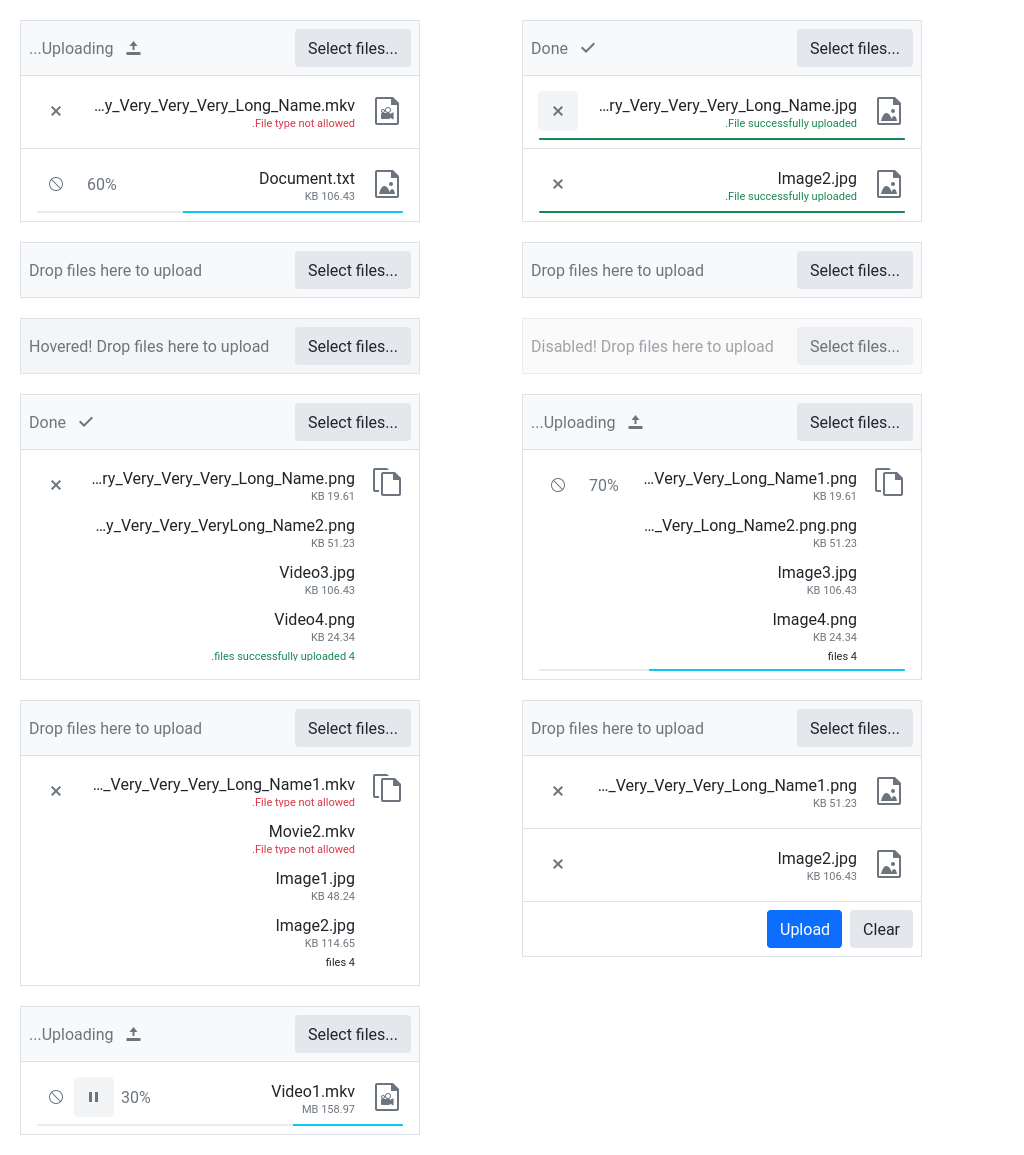 ...Uploading
Select files...
…y_Very_Very_Very_Long_Name.mkv
.File type not allowed
60%
Document.txt
KB 106.43
Drop files here to upload
Select files...
Hovered! Drop files here to upload
Select files...
Done
Select files...
…ry_Very_Very_Very_Long_Name.png
KB 19.61
…y_Very_Very_VeryLong_Name2.png
KB 51.23
Video3.jpg
KB 106.43
Video4.png
KB 24.34
.files successfully uploaded 4
Drop files here to upload
Select files...
…_Very_Very_Very_Long_Name1.mkv
.File type not allowed
Movie2.mkv
.File type not allowed
Image1.jpg
KB 48.24
Image2.jpg
KB 114.65
files 4
...Uploading
Select files...
30%
Video1.mkv
MB 158.97
Done
Select files...
…ry_Very_Very_Very_Long_Name.jpg
.File successfully uploaded
Image2.jpg
.File successfully uploaded
Drop files here to upload
Select files...
Disabled! Drop files here to upload
Select files...
...Uploading
Select files...
70%
…Very_Very_Long_Name1.png
KB 19.61
…_Very_Long_Name2.png.png
KB 51.23
Image3.jpg
KB 106.43
Image4.png
KB 24.34
files 4
Drop files here to upload
Select files...
…_Very_Very_Very_Long_Name1.png
KB 51.23
Image2.jpg
KB 106.43
Upload
Clear